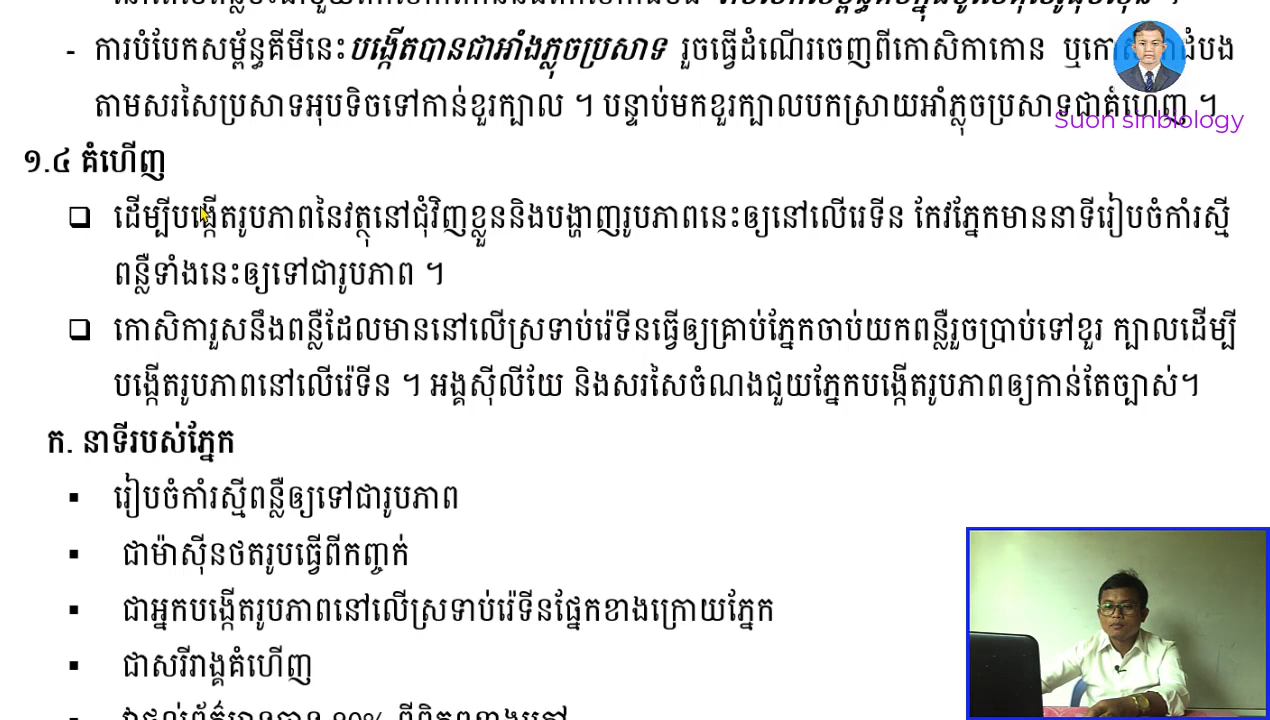 - ការបំបែកសម្ព័ន្ធគីមីនេះបង្កើតបានជាអាំងភ្លុចប្រសាទ រួចធ្វើដំណើរចេញពីកោសិកាកោន ឬ
តាមសរសៃប្រសាទអុបទិចទៅកាន់ខួរក្បាល ។ បន្ទាប់មកខួរក្បាលបកស្រាយអាំភ្លុចប្រសាទជាគំហើញ ។
Suon sinbiology
១.៤ គំហើញ
❑ ដើម្បីបង្កើតរូបភាពនៃវត្ថុនៅជុំវិញខ្លួននិងបង្ហាញរូបភាពនេះឲ្យនៅលើរេទីន កែវភ្នែកមាននាទីរៀបចំកាំរស្មី
ពន្លឺទាំងនេះឲ្យទៅជារូបភាព ។
❑ កោសិការួសនឹងពន្លឺដែលមាននៅលើស្រទាប់រ៉េទីនធ្វើឲ្យគ្រាប់ភ្នែកចាប់យកពន្លឺរួចប្រាប់ទៅខួរ ក្បាលដើម្បី
បង្កើតរូបភាពនៅលើរ៉េទីន ។ អង្គស៊ីលីយែ និងសរសៃចំណងជួយភ្នែកបង្កើតរូបភាពឲ្យកាន់តែច្បាស់។
ក. នាទីរបស់ភ្នែក
▪ រៀបចំកាំរស្មីពន្លឺឲ្យទៅជារូបភាព
▪ ជាម៉ាស៊ីនថតរូបធ្វើពីកញ្ចក់
▪ ជាអ្នកបង្កើតរូបភាពនៅលើស្រទាប់រ៉េទីនផ្នែកខាងក្រោយភ្នែក
▪ ជាសរីរាង្គគំហើញ